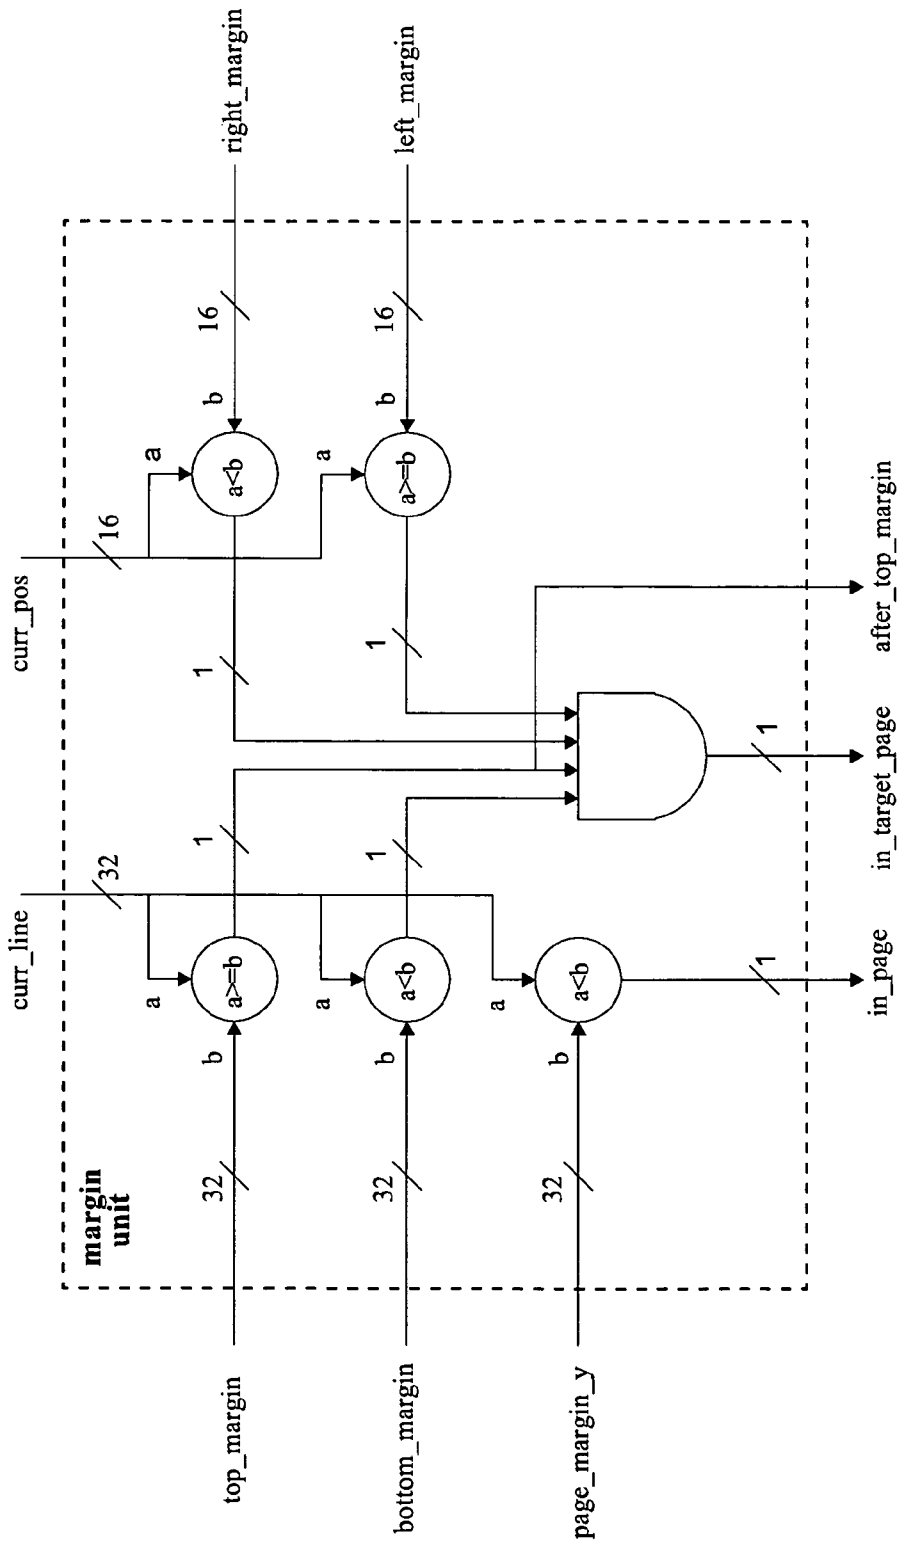 curr_line
curr_pos
margin
unit
32
16
a
a
32
b
1
1
b
16
top_margin
a>=b
a<b
right_margin
a
a
32
b
1
1
b
16
bottom_margin
a<b
a>=b
left_margin
a
32
b
page_margin_y
a<b
1
1
in_page
in_target_page
after_top_margin